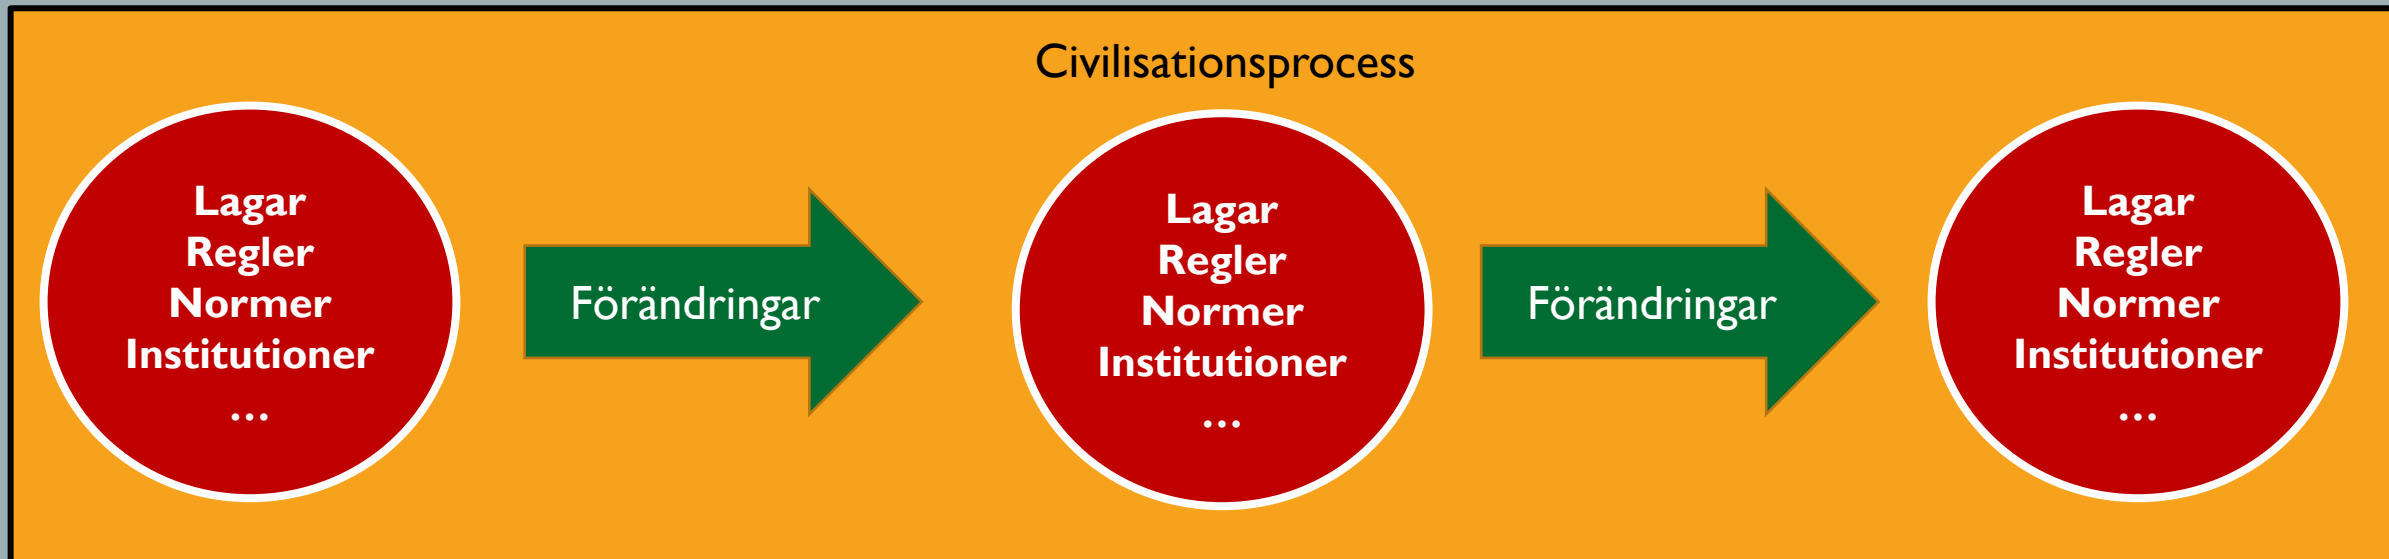 Civilisationsprocess
Lagar
Regler
Normer
Institutioner
…
Förändringar
Lagar
Regler
Normer
Institutioner
…
Förändringar
Lagar
Regler
Normer
Institutioner
…